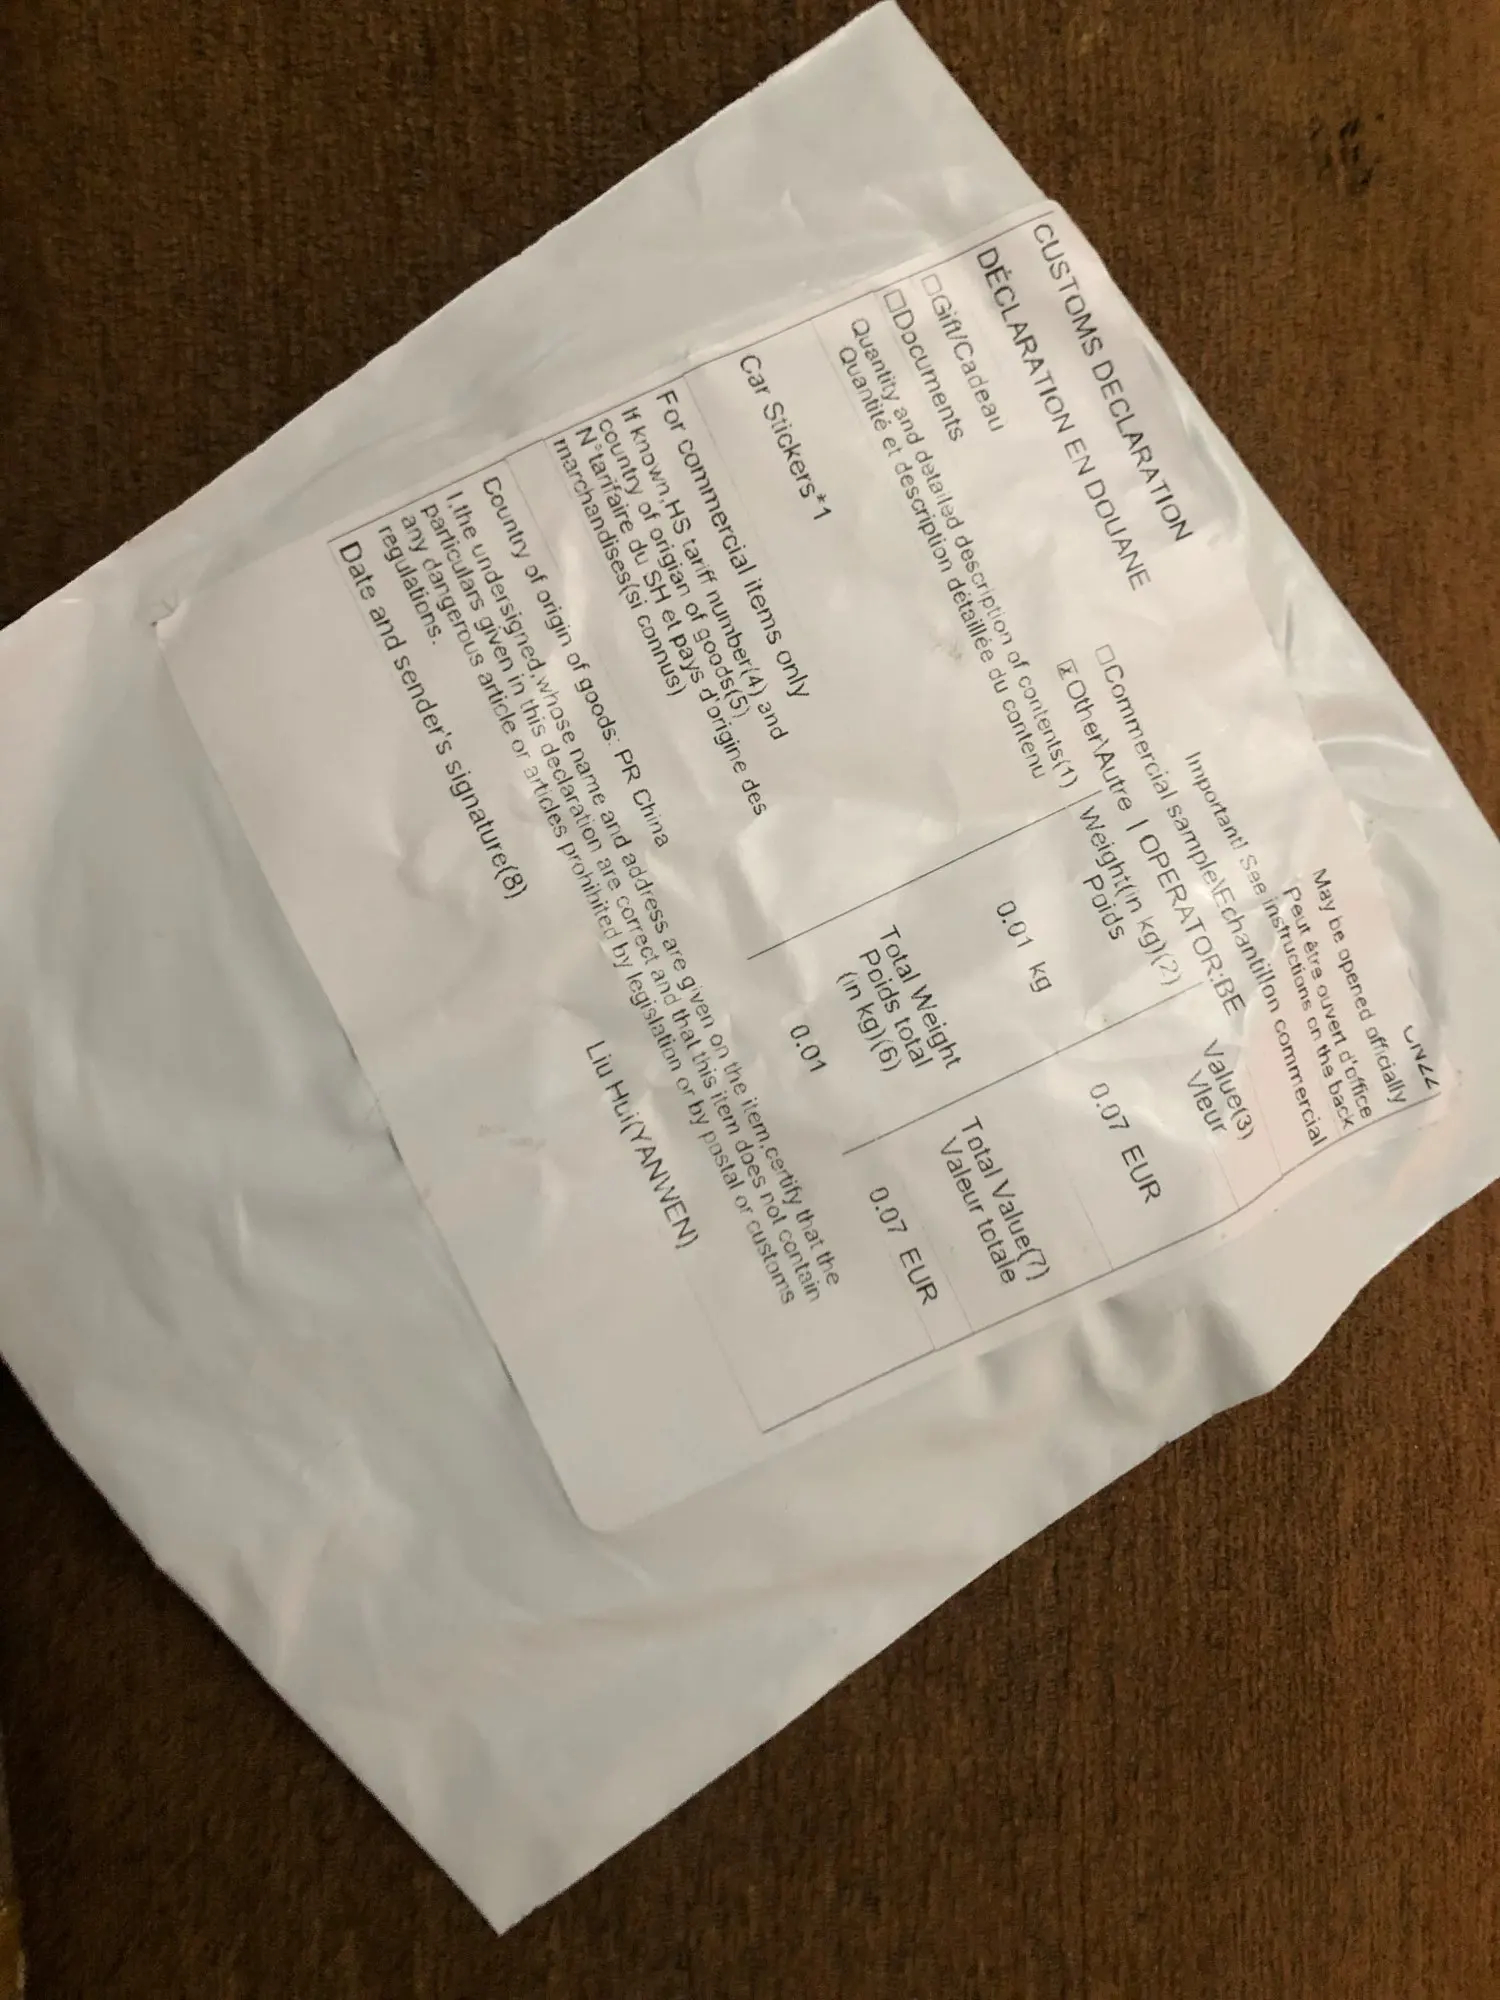 CUSTOMS DECLARATION
DÉCLARATION EN DOUANE
CN22
May be opened officially
Peut être ouvert d'office
Important! See instructions on the back
□Gift/Cadeau
□Commercial sample\Echantillon commercial
□Documents
☒Other\Autre | OPERATOR:BE
Quantity and detailed description of contents(1)
Quantité et description détaillée du contenu
Weight(in kg)(2)
Poids
Value(3)
Vleur
Car Stickers*1
0.01 kg
0.07 EUR
For commercial items only
If known,HS tariff number(4) and
country of origian of goods(5)
N°tarifaire du SH et pays d'origine des
marchandises(si connus)
Total Weight
Poids total
(in kg)(6)
Total Value(7)
Valeur totale
0.01
0.07 EUR
Country of origin of goods: PR China
I,the undersigned,whose name and address are given on the item,certify that the
particulars given in this declaration are correct and that this item does not contain
any dangerous article or articles prohibited by legislation or by postal or customs
regulations.
Date and sender's signature(8)
Liu Hui(YANWEN)